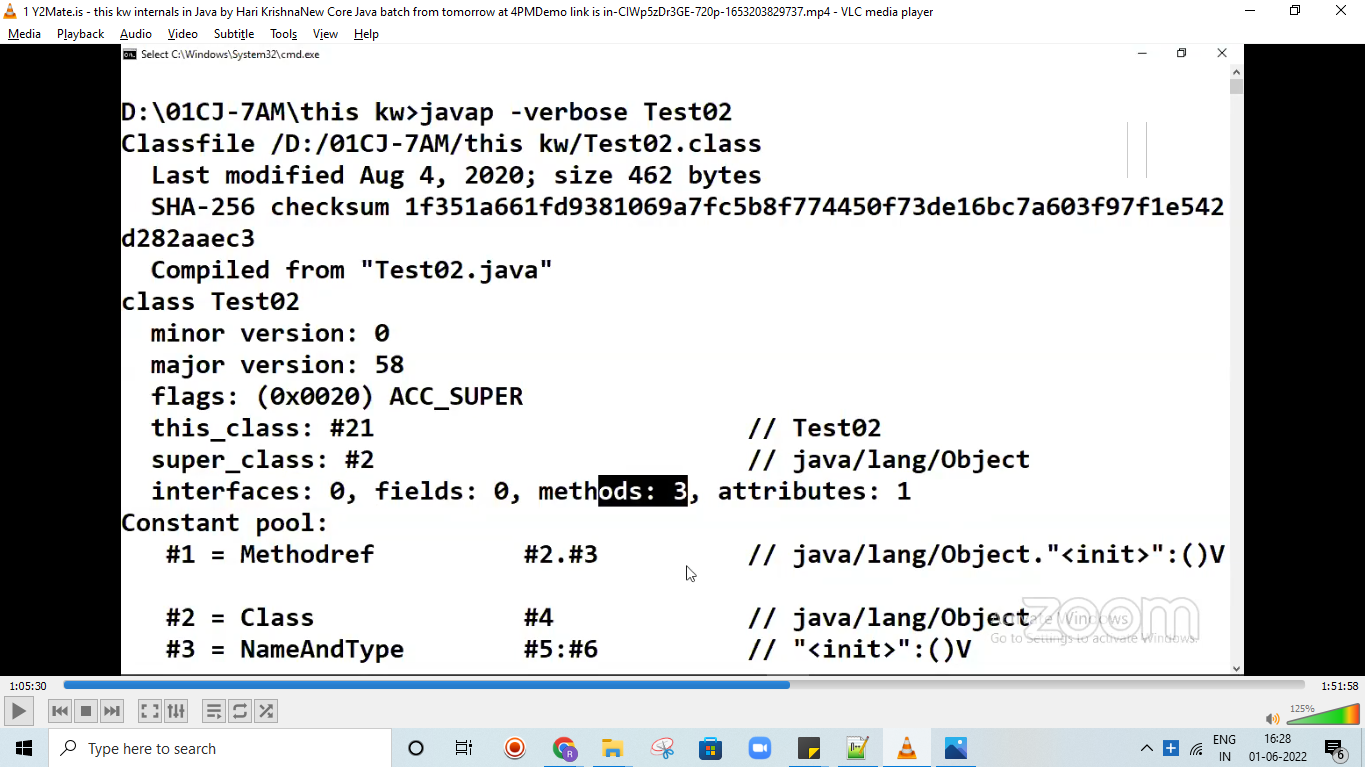 1 Y2Mate.is - this kw internals in Java by Hari KrishnaNew Core Java batch from tomorrow at 4PMDemo link is in-CIWp5zDr3GE-720p-1653203829737.mp4 - VLC media player
Media Playback Audio Video Subtitle Tools View Help
Select C:\Windows\System32\cmd.exe
D:\01CJ-7AM\this kw>javap -verbose Test02
Classfile /D:/01CJ-7AM/this kw/Test02.class
Last modified Aug 4, 2020; size 462 bytes
SHA-256 checksum 1f351a661fd9381069a7fc5b8f774450f73de16bc7a603f97f1e542
d282aaec3
Compiled from "Test02.java"
class Test02
minor version: 0
major version: 58
flags: (0x0020) ACC_SUPER
this_class: #21 // Test02
super_class: #2 // java/lang/Object
interfaces: 0, fields: 0, methods: 3, attributes: 1
Constant pool:
#1 = Methodref #2.#3 // java/lang/Object."<init>":()V
#2 = Class #4 // java/lang/Object
#3 = NameAndType #5:#6 // "<init>":()V
zoom
Activate Windows
Go to Settings to activate Windows.
1:05:30 1:51:58
125%
Type here to search
R
ENG
IN
16:28
01-06-2022
6